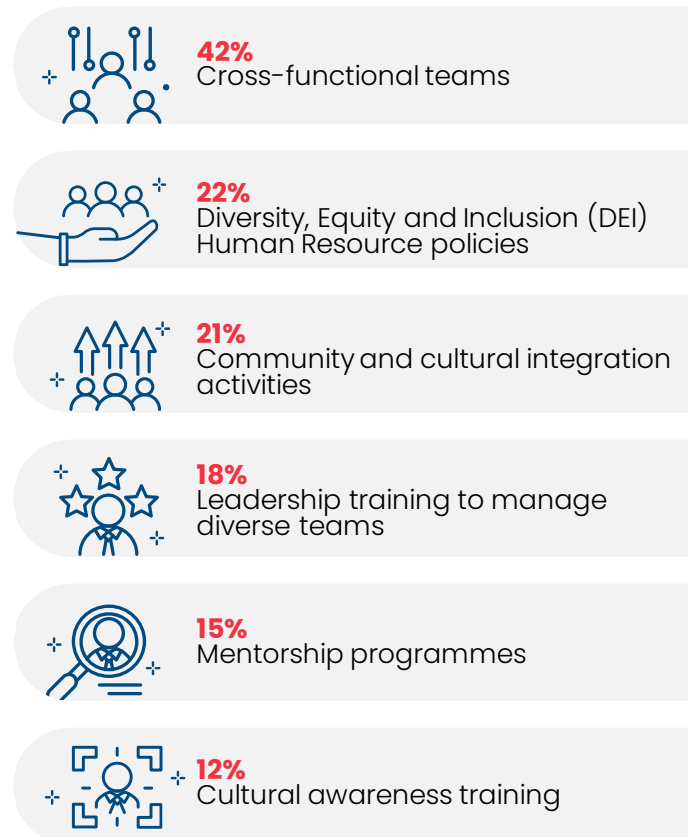 42%
Cross-functional teams
22%
Diversity, Equity and Inclusion (DEI)
Human Resource policies
21%
Community and cultural integration
activities
18%
Leadership training to manage
diverse teams
15%
Mentorship programmes
12%
Cultural awareness training